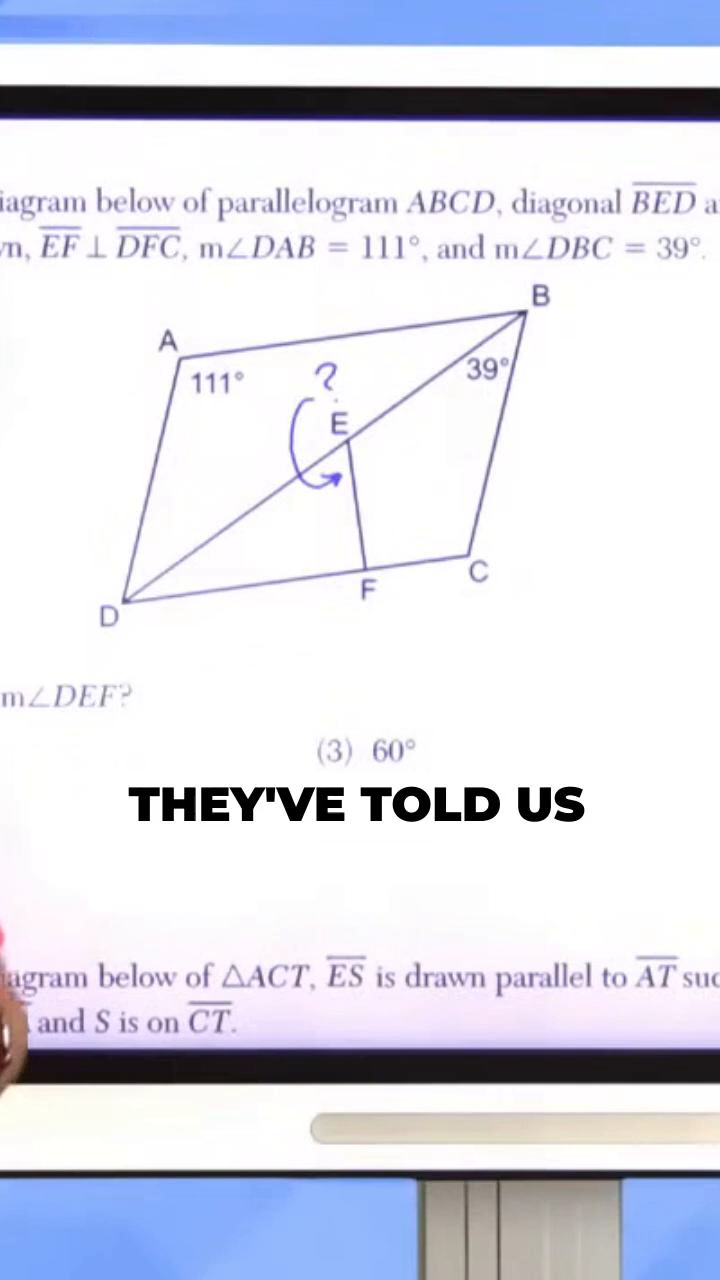 iagram below of parallelogram ABCD, diagonal BED a
n, EF ⊥ DFC, m∠DAB = 111°, and m∠DBC = 39°.
B
A
111°
?
39°
E
C
F
D
m∠DEF?
(3) 60°
THEY'VE TOLD US
iagram below of △ACT, ES is drawn parallel to AT suc
and S is on CT.